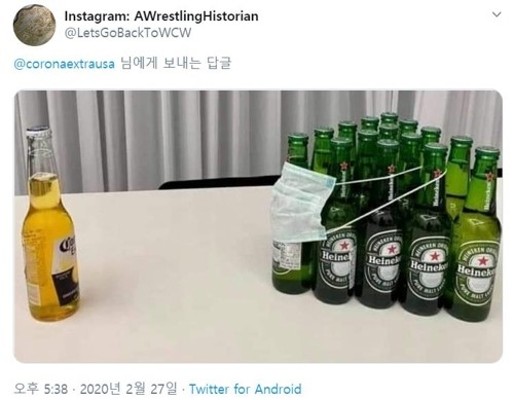 Instagram: AWrestlingHistorian
@LetsGoBackToWCW
@coronaextrausa 님에게 보내는 답글
Heineken
Heineken
Heineken
Heineken
오후 5:38 · 2020년 2월 27일 · Twitter for Android